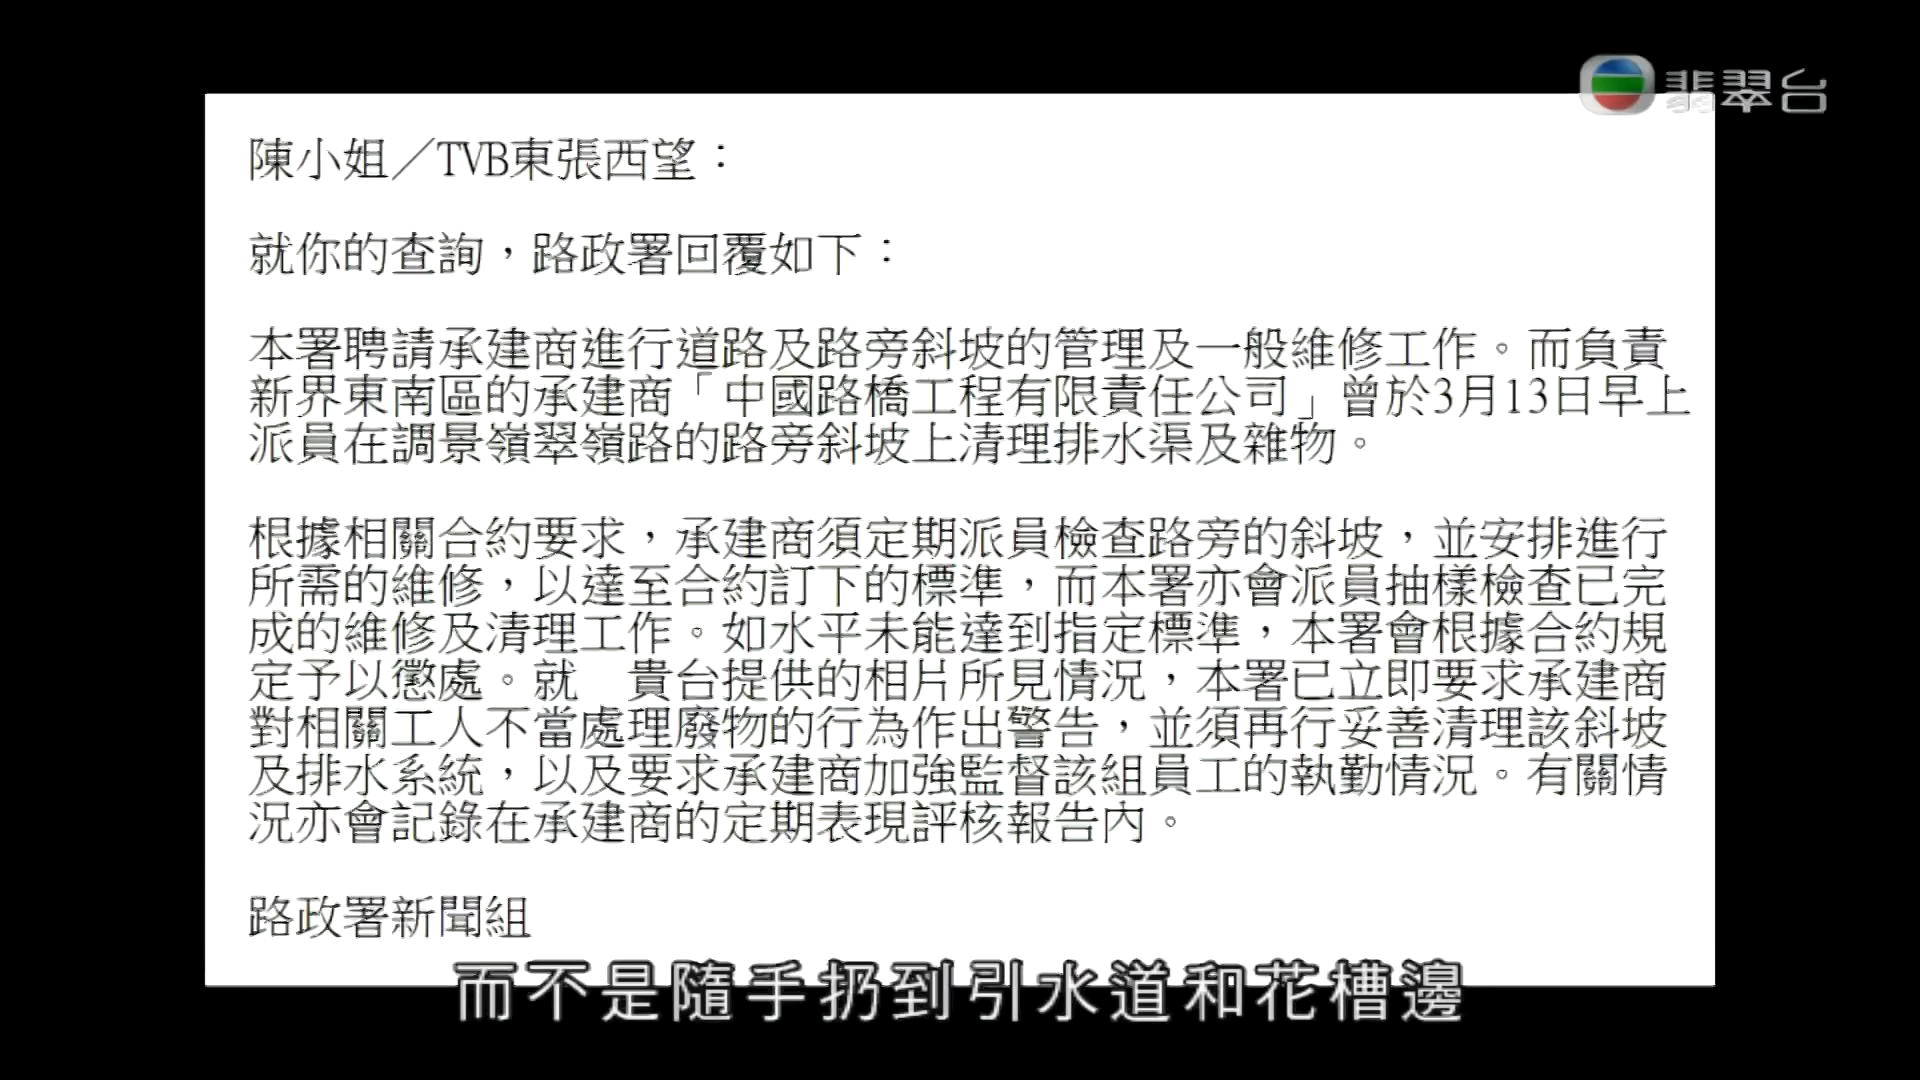 翡翠台
陳小姐／TVB東張西望：
就你的查詢，路政署回覆如下：
本署聘請承建商進行道路及路旁斜坡的管理及一般維修工作。而負責
新界東南區的承建商「中國路橋工程有限責任公司」曾於3月13日早上
派員在調景嶺翠嶺路的路旁斜坡上清理排水渠及雜物。
根據相關合約要求，承建商須定期派員檢查路旁的斜坡，並安排進行
所需的維修，以達至合約訂下的標準，而本署亦會派員抽樣檢查已完
成的維修及清理工作。如水平未能達到指定標準，本署會根據合約規
定予以懲處。就　貴台提供的相片所見情況，本署已立即要求承建商
對相關工人不當處理廢物的行為作出警告，並須再行妥善清理該斜坡
及排水系統，以及要求承建商加強監督該組員工的執勤情況。有關情
況亦會記錄在承建商的定期表現評核報告內。
路政署新聞組
而不是隨手扔到引水道和花槽邊